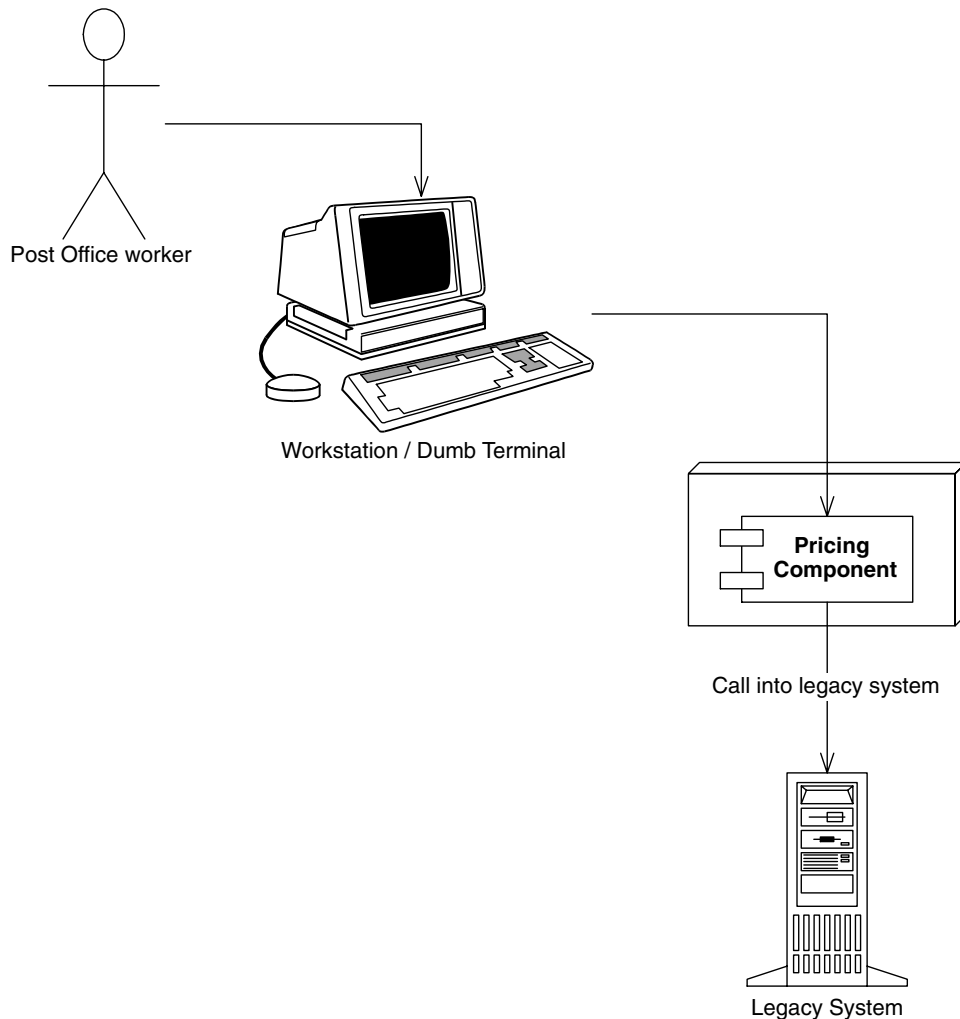 Post Office worker
Workstation / Dumb Terminal
Pricing
Component
Call into legacy system
Legacy System